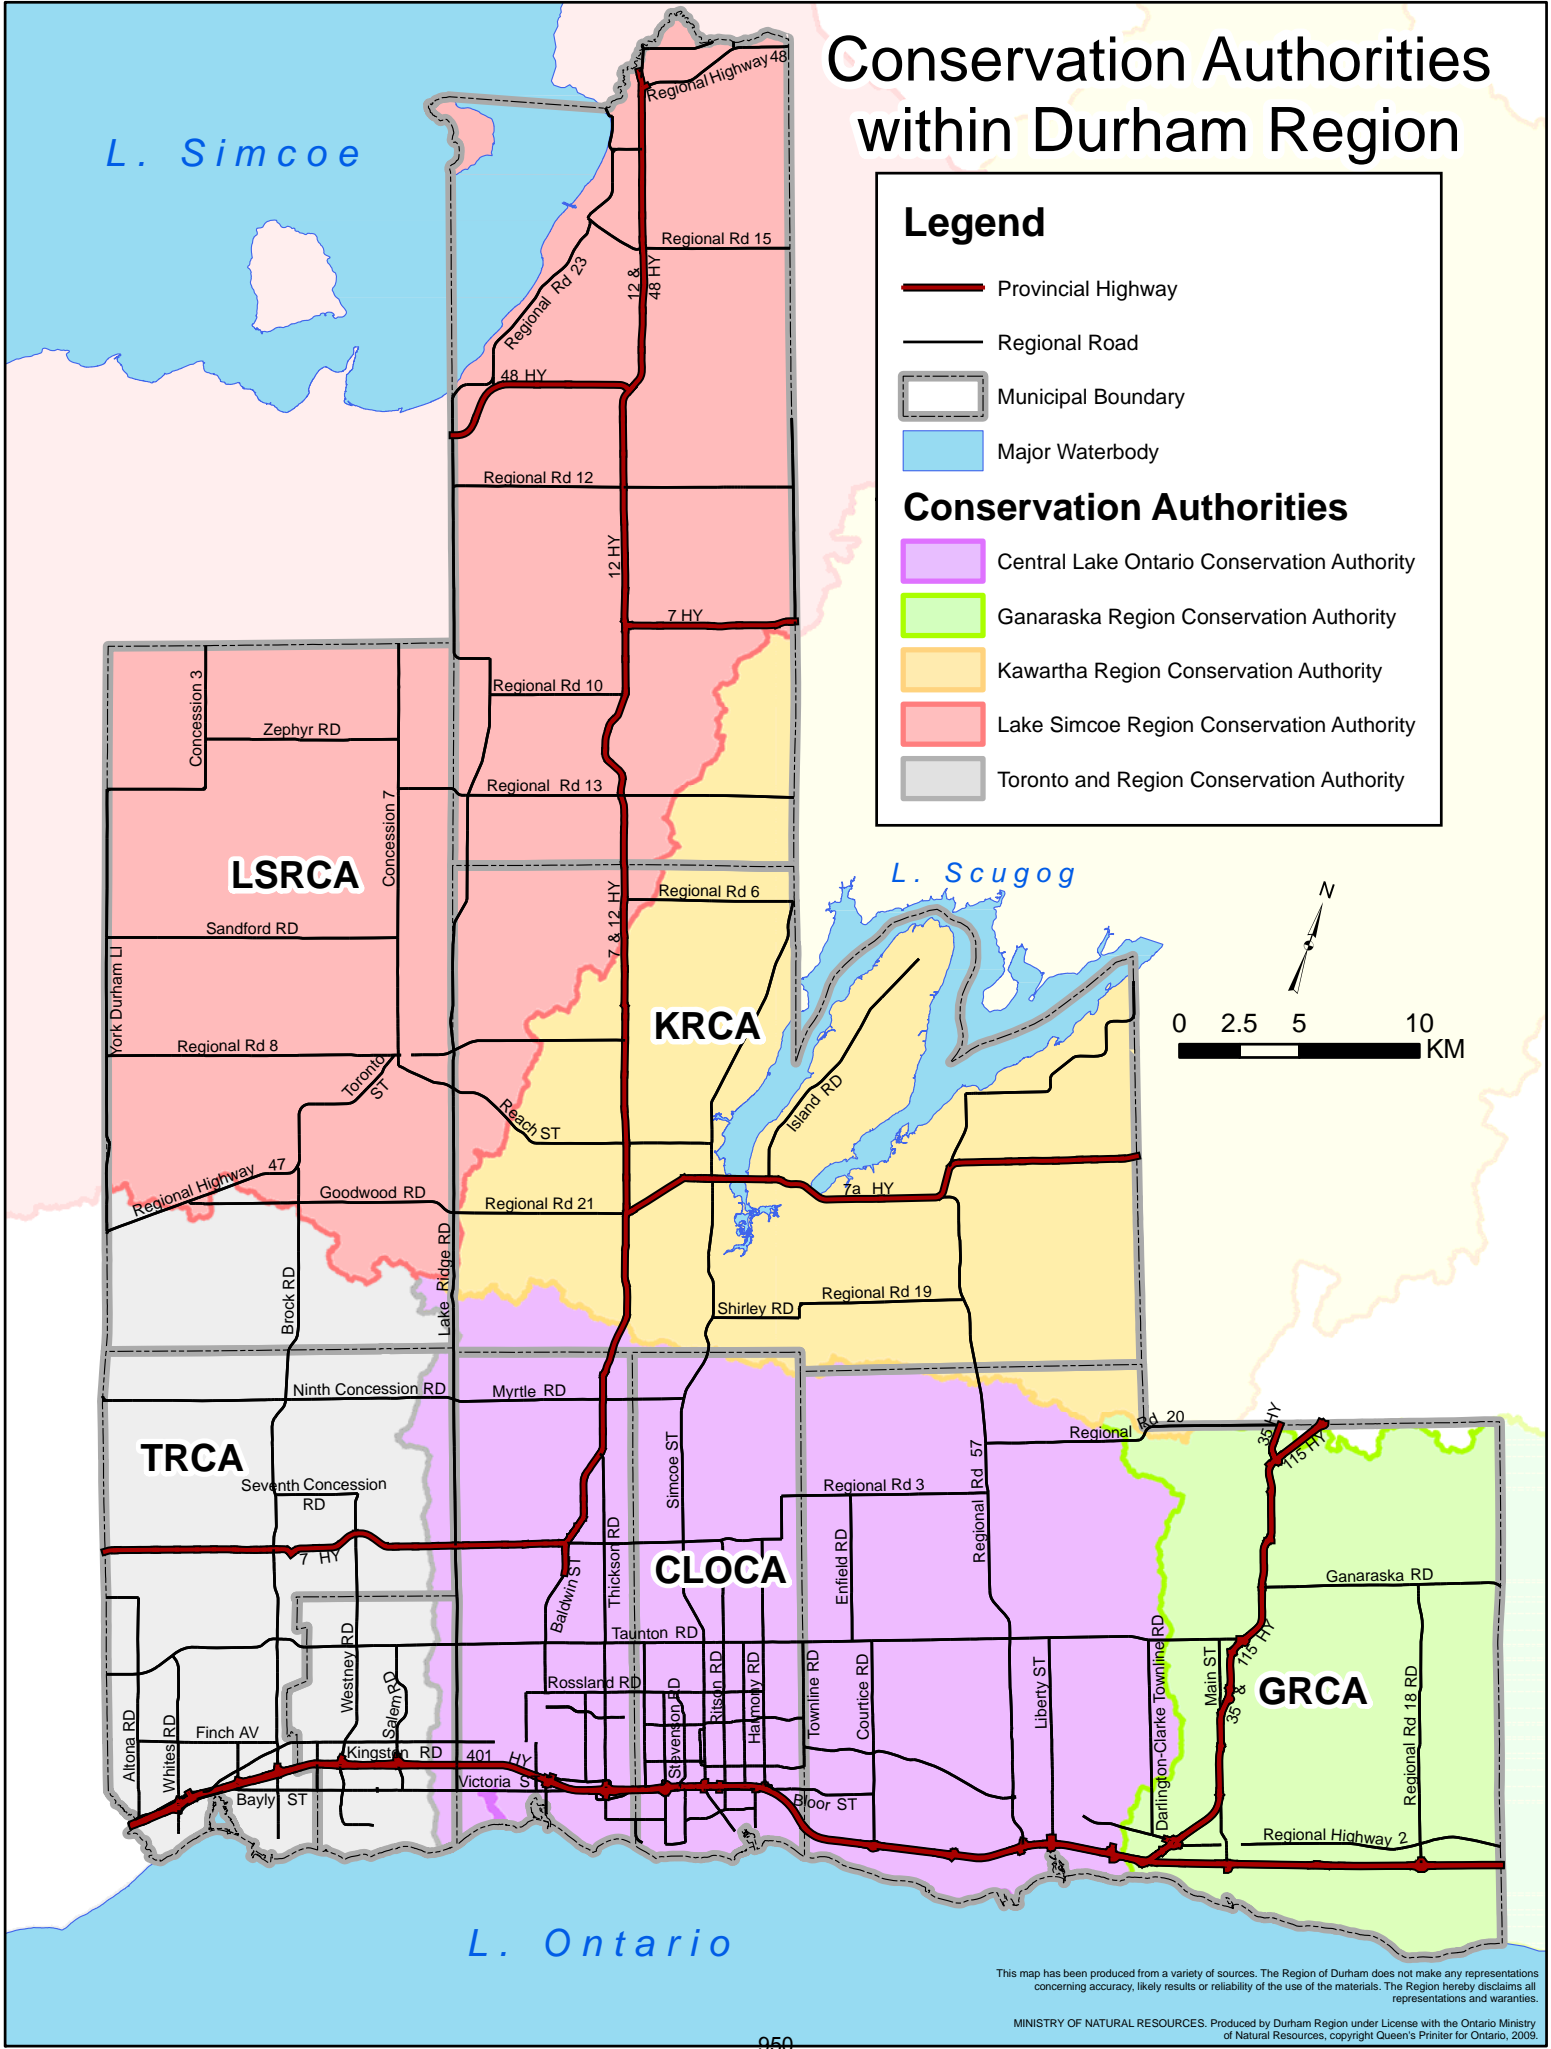 Conservation Authorities
within Durham Region
Legend
Provincial Highway
Regional Road
Municipal Boundary
Major Waterbody
Conservation Authorities
Central Lake Ontario Conservation Authority
Ganaraska Region Conservation Authority
Kawartha Region Conservation Authority
Lake Simcoe Region Conservation Authority
Toronto and Region Conservation Authority
L. Simcoe
Regional Highway 48
Regional Rd 15
12 &
48 HY
Regional Rd 23
48 HY
Regional Rd 12
12 HY
7 HY
Regional Rd 10
Concession 3
Zephyr RD
Regional Rd 13
Concession 7
LSRCA
L. Scugog
N
Regional Rd 6
7 & 12 HY
Sandford RD
York Durham LI
KRCA
0 2.5 5 10
KM
Regional Rd 8
Toronto
ST
Island RD
Reach ST
Regional Highway 47
Goodwood RD
Regional Rd 21
7a HY
Lake Ridge RD
Brock RD
Regional Rd 19
Shirley RD
Ninth Concession RD
Myrtle RD
Regional Rd 20
35 HY
115 HY
TRCA
Simcoe ST
Regional Rd 57
Seventh Concession
RD
Regional Rd 3
7 HY
Thickson RD
CLOCA
Enfield RD
Baldwin ST
Ganaraska RD
Taunton RD
Westney RD
Salem RD
Rossland RD
Stevenson RD
Ritson RD
Harmony RD
Townline RD
Courtice RD
Liberty ST
Darlington-Clarke Townline RD
Main ST
35 &
115 HY
GRCA
Regional Rd 18 RD
Altona RD
Whites RD
Finch AV
Kingston RD
401 HY
Victoria S
Bayly ST
Bloor ST
Regional Highway 2
L. Ontario
This map has been produced from a variety of sources. The Region of Durham does not make any representations
concerning accuracy, likely results or reliability of the use of the materials. The Region hereby disclaims all
representations and waranties.
MINISTRY OF NATURAL RESOURCES. Produced by Durham Region under License with the Ontario Ministry
of Natural Resources, copyright Queen's Priniter for Ontario, 2009.
950